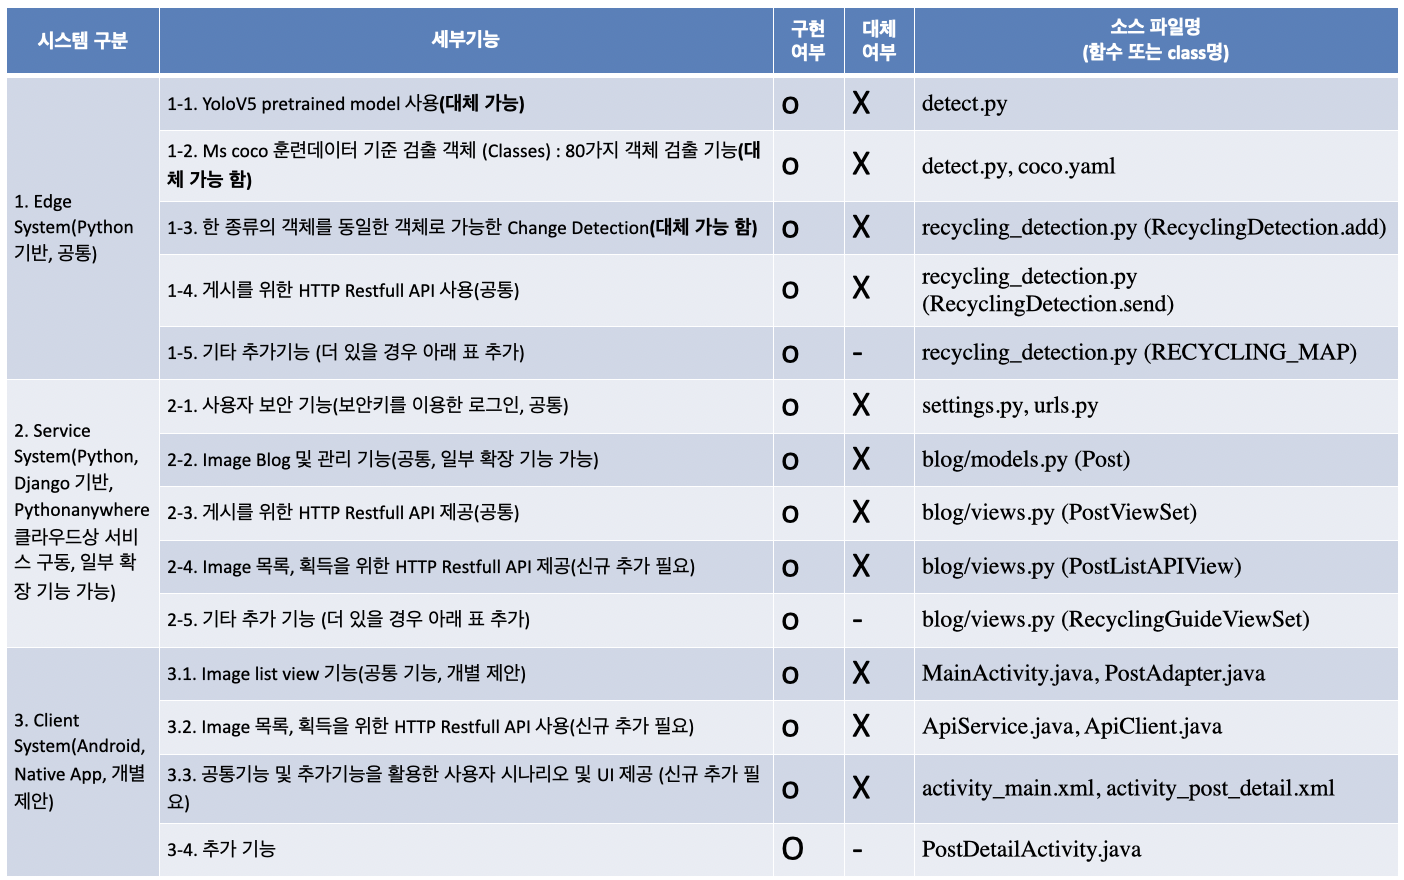 시스템 구분
세부기능
구현
여부
대체
여부
소스 파일명
(함수 또는 class명)
1. Edge
System(Python
기반, 공통)
1-1. YoloV5 pretrained model 사용(대체 가능)
o
X
detect.py
1-2. Ms coco 훈련데이터 기준 검출 객체 (Classes) : 80가지 객체 검출 기능(대
체 가능 함)
o
X
detect.py, coco.yaml
1-3. 한 종류의 객체를 동일한 객체로 가능한 Change Detection(대체 가능 함)
o
X
recycling_detection.py (RecyclingDetection.add)
1-4. 게시를 위한 HTTP Restfull API 사용(공통)
o
X
recycling_detection.py
(RecyclingDetection.send)
1-5. 기타 추가기능 (더 있을 경우 아래 표 추가)
o
-
recycling_detection.py (RECYCLING_MAP)
2. Service
System(Python,
Django 기반,
Pythonanywhere
클라우드상 서비
스 구동, 일부 확
장 기능 가능)
2-1. 사용자 보안 기능(보안키를 이용한 로그인, 공통)
o
X
settings.py, urls.py
2-2. Image Blog 및 관리 기능(공통, 일부 확장 기능 가능)
o
X
blog/models.py (Post)
2-3. 게시를 위한 HTTP Restfull API 제공(공통)
o
X
blog/views.py (PostViewSet)
2-4. Image 목록, 획득을 위한 HTTP Restfull API 제공(신규 추가 필요)
o
X
blog/views.py (PostListAPIView)
2-5. 기타 추가 기능 (더 있을 경우 아래 표 추가)
o
-
blog/views.py (RecyclingGuideViewSet)
3. Client
System(Android,
Native App, 개별
제안)
3.1. Image list view 기능(공통 기능, 개별 제안)
o
X
MainActivity.java, PostAdapter.java
3.2. Image 목록, 획득을 위한 HTTP Restfull API 사용(신규 추가 필요)
o
X
ApiService.java, ApiClient.java
3.3. 공통기능 및 추가기능을 활용한 사용자 시나리오 및 UI 제공 (신규 추가 필
요)
o
X
activity_main.xml, activity_post_detail.xml
3-4. 추가 기능
O
-
PostDetailActivity.java